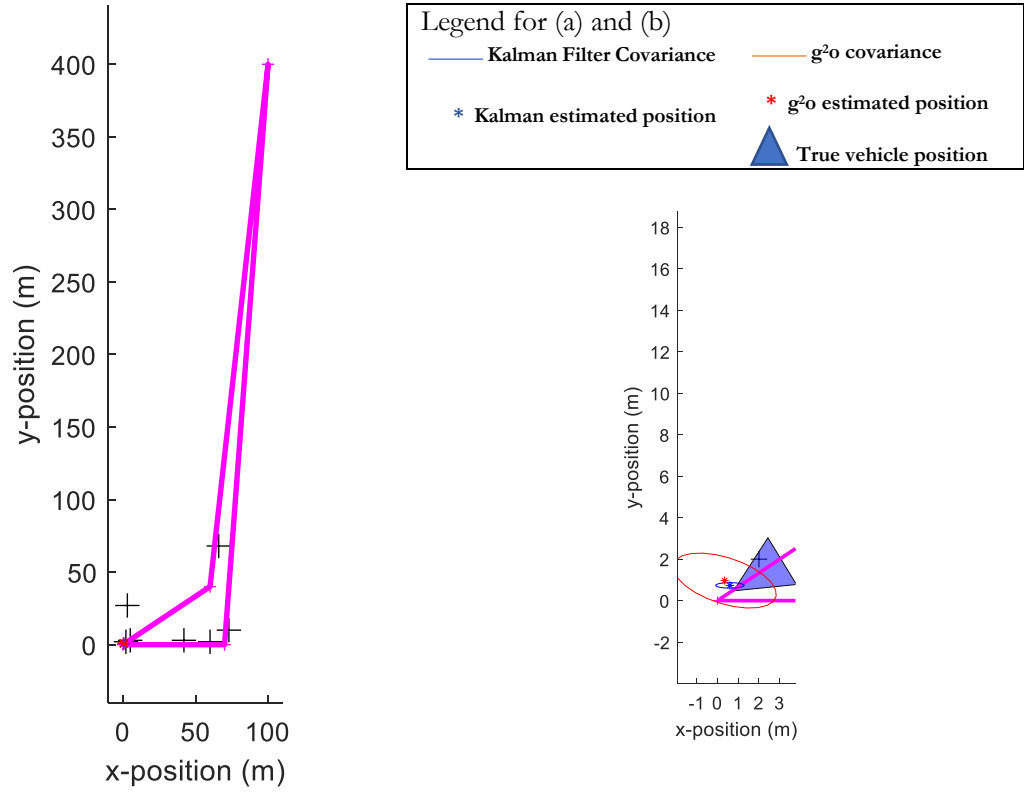 Legend for (a) and (b)
Kalman Filter Covariance
g²o covariance
* Kalman estimated position
* g²o estimated position
True vehicle position
400
350
300
250
200
150
100
50
0
y-position (m)
0 50 100
x-position (m)
18
16
14
12
10
8
6
4
2
0
-2
y-position (m)
-1 0 1 2 3
x-position (m)